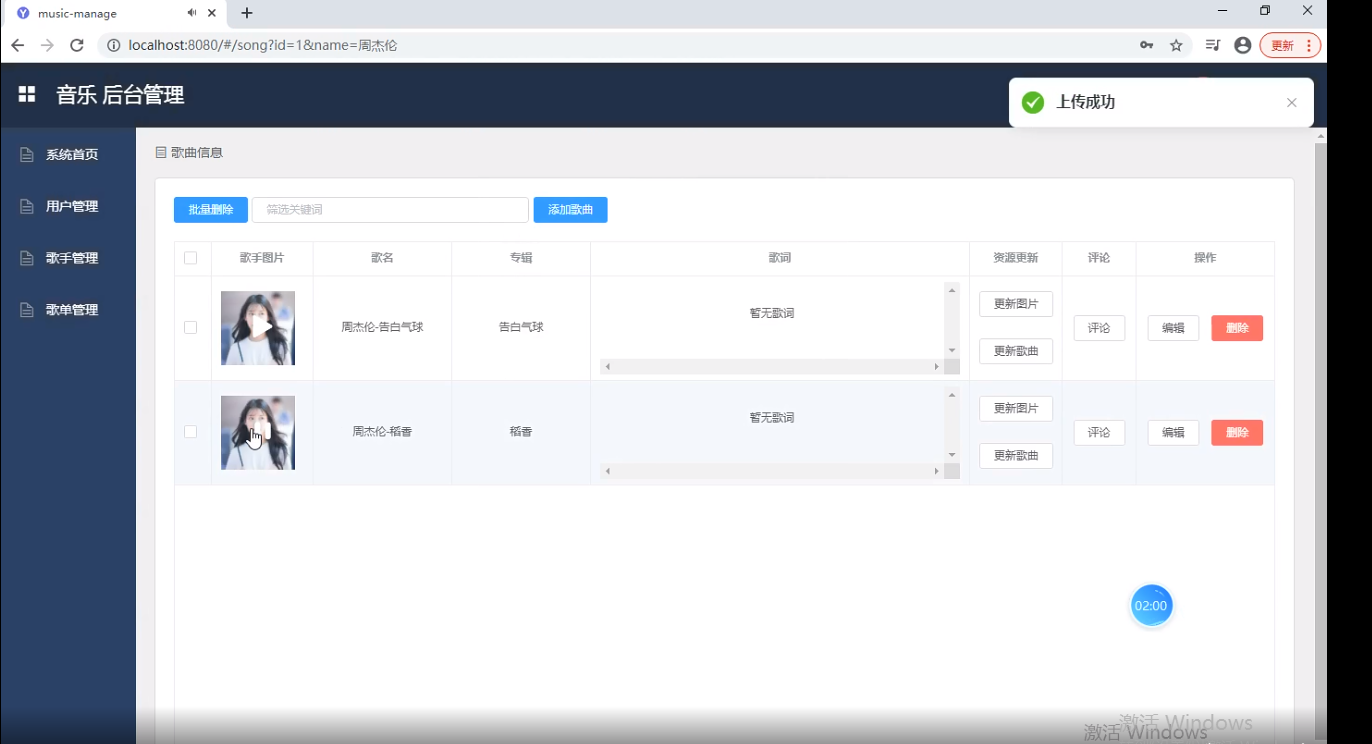 music-manage
localhost:8080/#/song?id=1&name=周杰伦
更新
音乐 后台管理
上传成功
系统首页
用户管理
歌手管理
歌单管理
歌曲信息
批量删除 筛选关键词 添加歌曲
歌手图片 歌名 专辑 歌词 资源更新 评论 操作
周杰伦-告白气球 告白气球 暂无歌词 更新图片 更新歌曲 评论 编辑 删除
周杰伦-稻香 稻香 暂无歌词 更新图片 更新歌曲 评论 编辑 删除
02:00
激活 Windows
激活 Windows